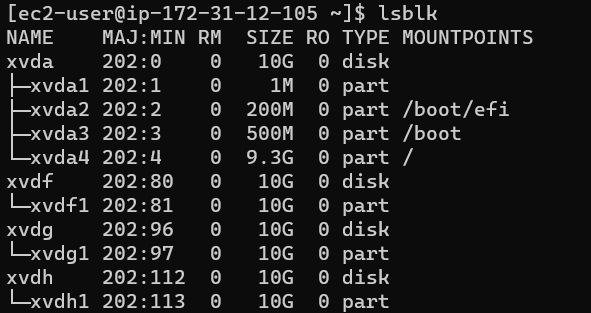 [ec2-user@ip-172-31-12-105 ~]$ lsblk
NAME    MAJ:MIN RM  SIZE RO TYPE MOUNTPOINTS
xvda    202:0    0   10G  0 disk
├─xvda1 202:1    0    1M  0 part
├─xvda2 202:2    0  200M  0 part /boot/efi
├─xvda3 202:3    0  500M  0 part /boot
└─xvda4 202:4    0  9.3G  0 part /
xvdf    202:80   0   10G  0 disk
└─xvdf1 202:81   0   10G  0 part
xvdg    202:96   0   10G  0 disk
└─xvdg1 202:97   0   10G  0 part
xvdh    202:112  0   10G  0 disk
└─xvdh1 202:113  0   10G  0 part